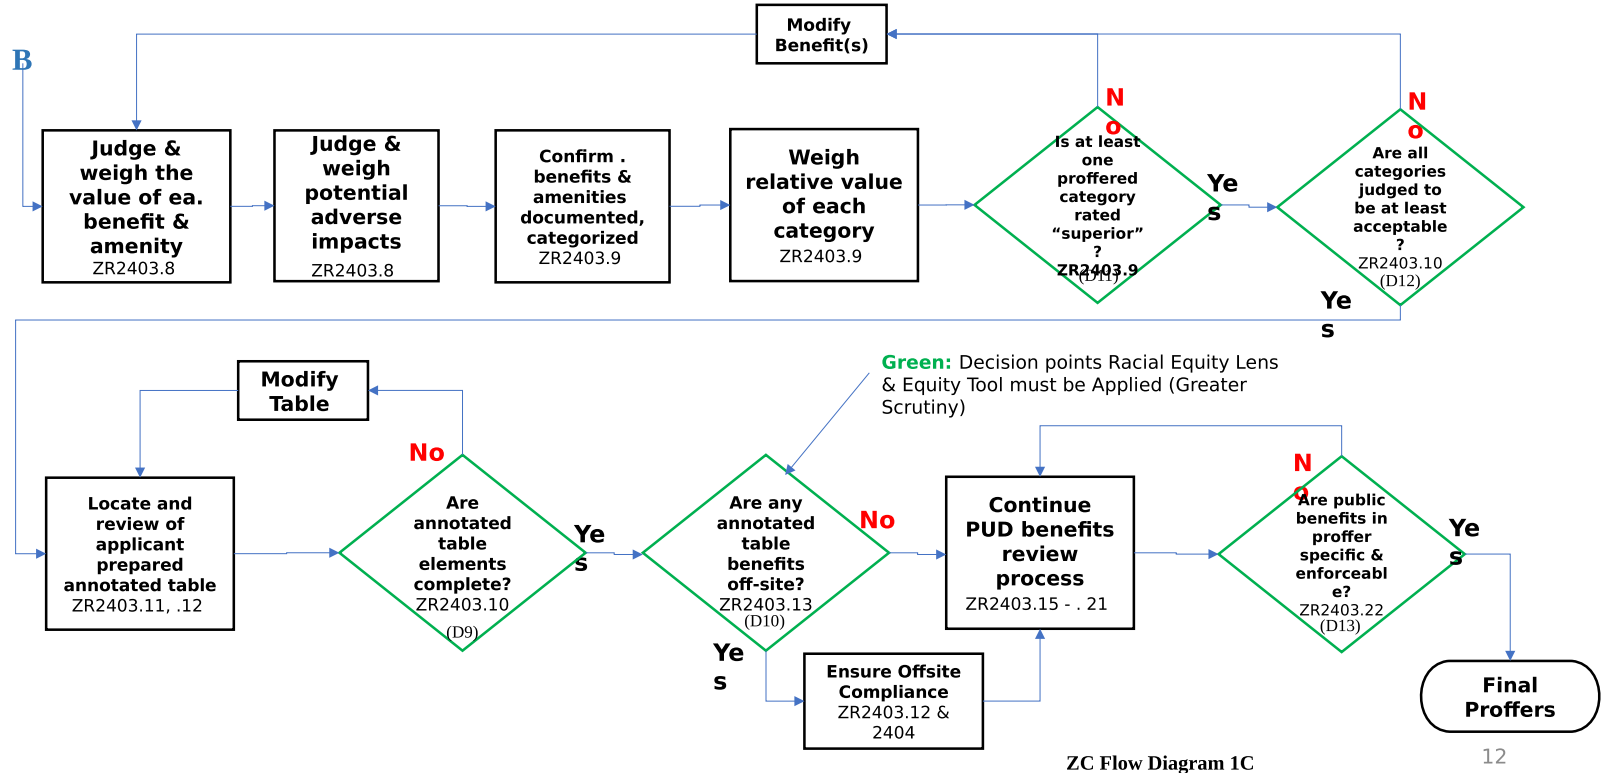 Modify
Benefit(s)
B
Judge &
weigh the
value of ea.
benefit &
amenity
ZR2403.8
Judge &
weigh
potential
adverse
impacts
ZR2403.8
Confirm .
benefits &
amenities
documented,
categorized
ZR2403.9
Weigh
relative value
of each
category
ZR2403.9
N
o
Is at least
one
proffered
category
rated
“superior”
?
ZR2403.9
(D11)
Ye
s
N
o
Are all
categories
judged to
be at least
acceptable
?
ZR2403.10
(D12)
Ye
s
Green: Decision points Racial Equity Lens
& Equity Tool must be Applied (Greater
Scrutiny)
Modify
Table
No
Locate and
review of
applicant
prepared
annotated table
ZR2403.11, .12
Are
annotated
table
elements
complete?
ZR2403.10
(D9)
Ye
s
Are any
annotated
table
benefits
off-site?
ZR2403.13
(D10)
No
Ye
s
Continue
PUD benefits
review
process
ZR2403.15 - . 21
Ensure Offsite
Compliance
ZR2403.12 &
2404
N
o
Are public
benefits in
proffer
specific &
enforceabl
e?
ZR2403.22
(D13)
Ye
s
Final
Proffers
12
ZC Flow Diagram 1C